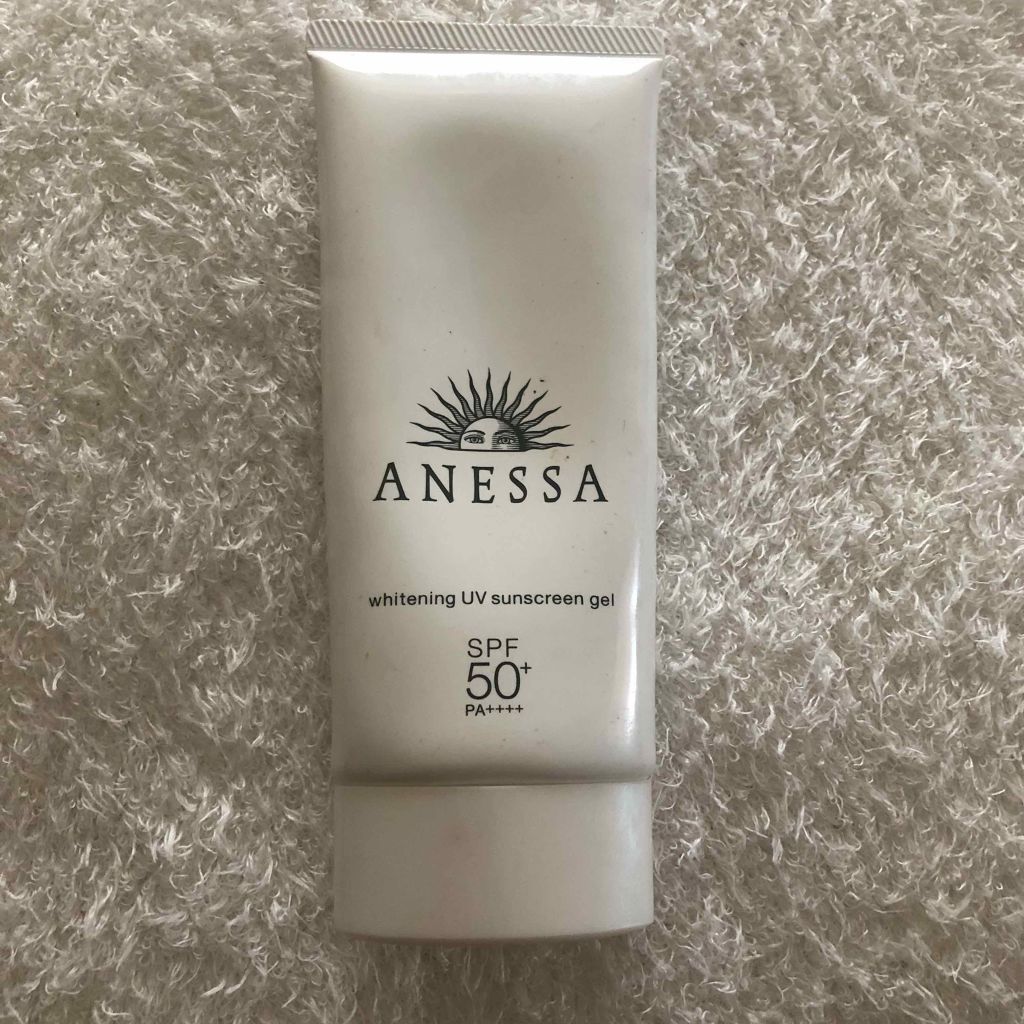 ANESSA
whitening UV sunscreen gel
SPF
50+
PA++++